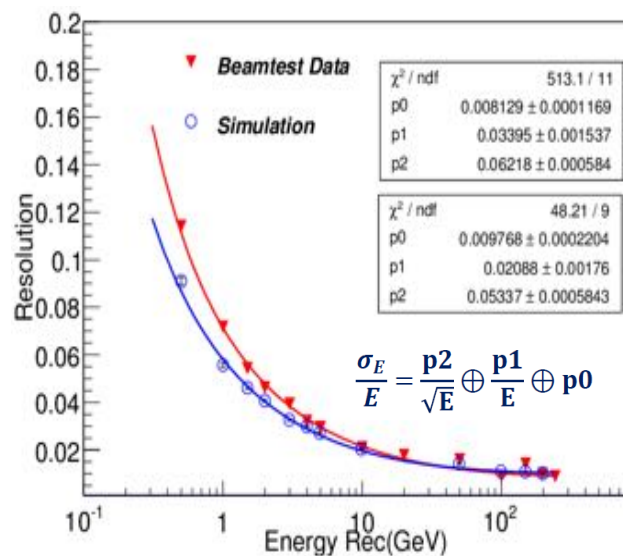 0.2
0.18
0.16
0.14
0.12
0.1
0.08
0.06
0.04
0.02
Resolution
Beamtest Data
Simulation
χ² / ndf 513.1 / 11
p0 0.008129 ± 0.0001169
p1 0.03395 ± 0.001537
p2 0.06218 ± 0.000584
χ² / ndf 48.21 / 9
p0 0.009768 ± 0.0002204
p1 0.02088 ± 0.00176
p2 0.05337 ± 0.0005843
σ_E/E = p2/√E ⊕ p1/E ⊕ p0
10⁻¹ 1 10 10²
Energy Rec(GeV)